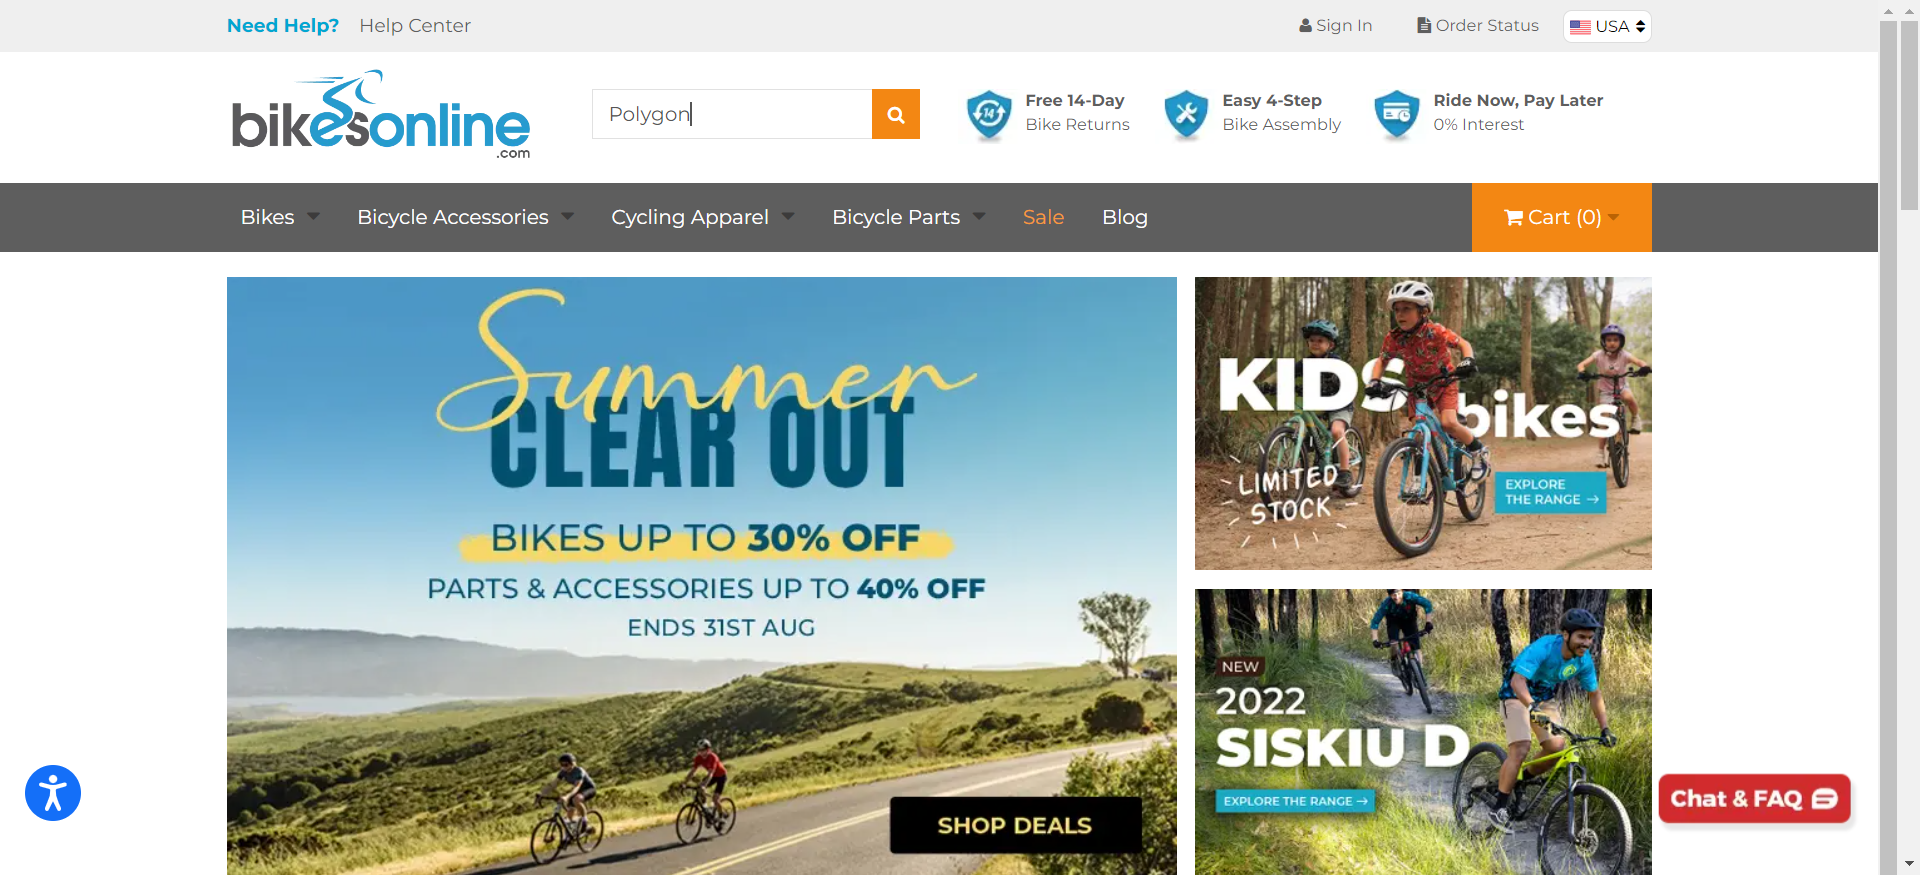 Need Help? Help Center
Sign In Order Status USA
bikesonline
.com
Polygon
Free 14-Day
Bike Returns
14
Easy 4-Step
Bike Assembly
Ride Now, Pay Later
0% Interest
Bikes Bicycle Accessories Cycling Apparel Bicycle Parts Sale Blog
Cart (0)
Summer
CLEAR OUT
BIKES UP TO 30% OFF
PARTS & ACCESSORIES UP TO 40% OFF
ENDS 31ST AUG
SHOP DEALS
KIDS
bikes
LIMITED
STOCK
EXPLORE
THE RANGE →
NEW
2022
SISKIU D
EXPLORE THE RANGE →
Chat & FAQ